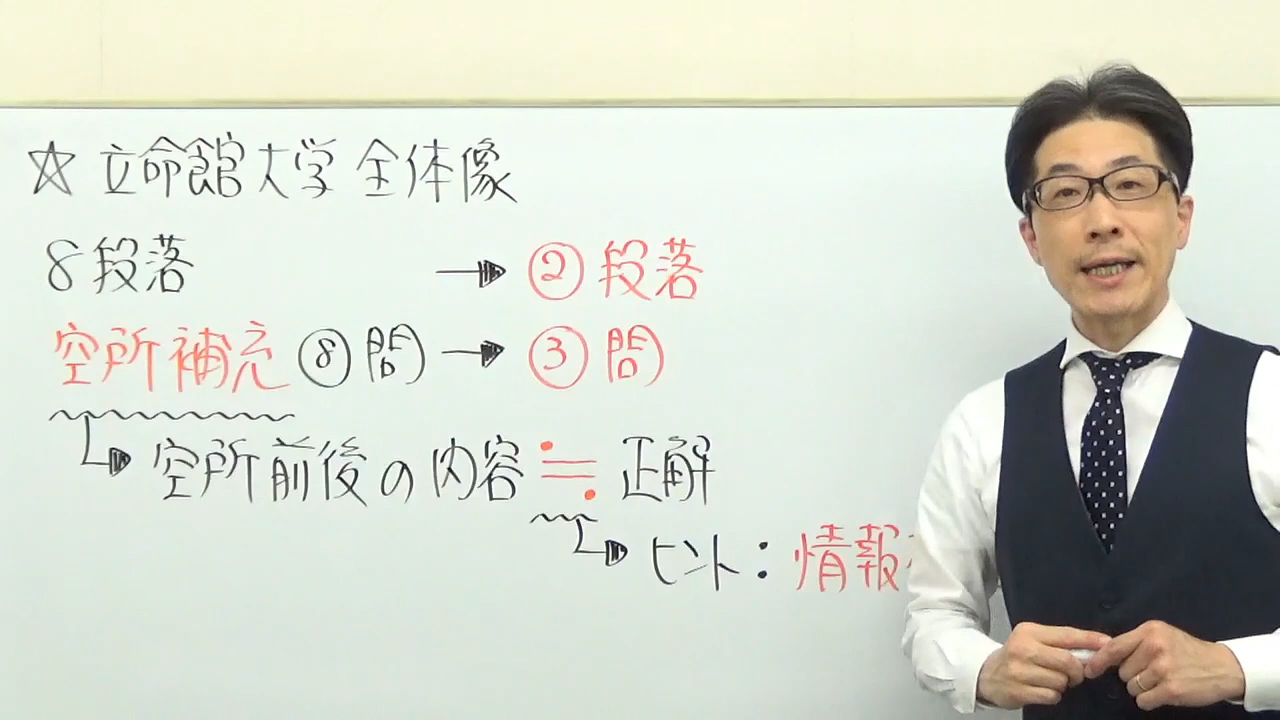 ☆ 立命館大学 全体像
8段落 → ②段落
空所補充 ⑧問 → ③問
空所前後の内容 ≒ 正解
ヒント：情報